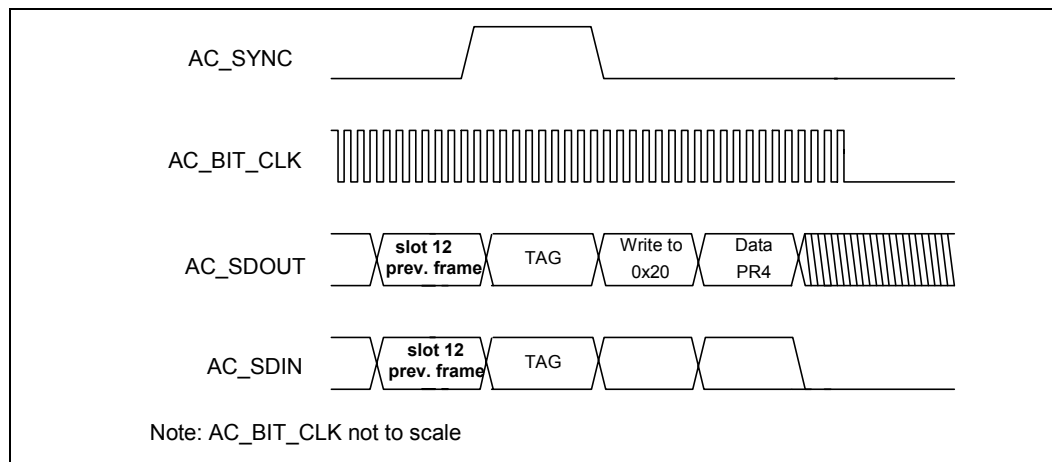 AC_SYNC
AC_BIT_CLK
AC_SDOUT
slot 12
prev. frame
TAG
Write to
0x20
Data
PR4
AC_SDIN
slot 12
prev. frame
TAG
Note: AC_BIT_CLK not to scale